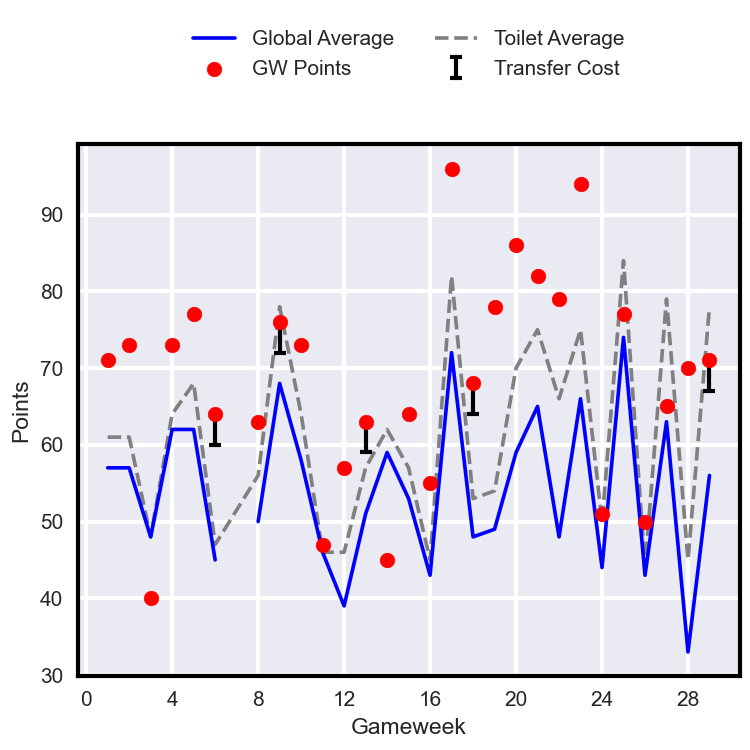 Global Average
Toilet Average
GW Points
Transfer Cost
90
80
70
60
50
40
30
Points
0 4 8 12 16 20 24 28
Gameweek